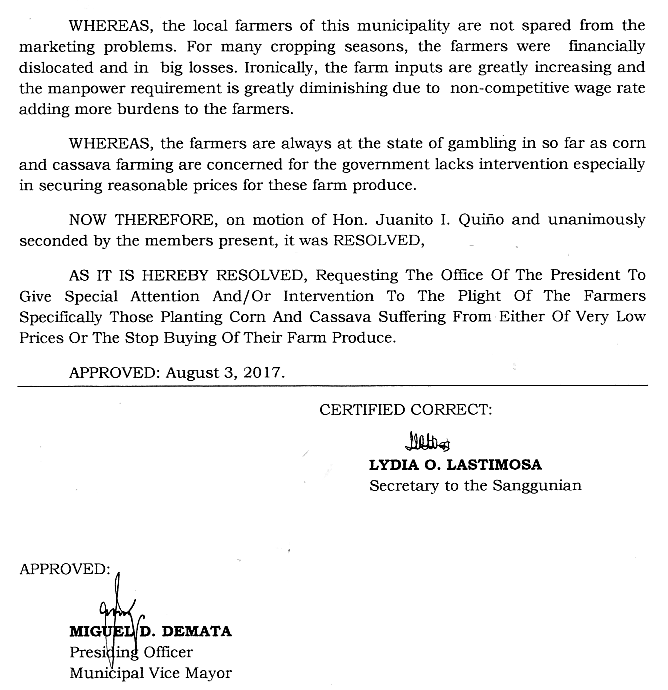 WHEREAS, the local farmers of this municipality are not spared from the
marketing problems. For many cropping seasons, the farmers were financially
dislocated and in big losses. Ironically, the farm inputs are greatly increasing and
the manpower requirement is greatly diminishing due to non-competitive wage rate
adding more burdens to the farmers.
WHEREAS, the farmers are always at the state of gambling in so far as corn
and cassava farming are concerned for the government lacks intervention especially
in securing reasonable prices for these farm produce.
NOW THEREFORE, on motion of Hon. Juanito I. Quiño and unanimously
seconded by the members present, it was RESOLVED,
AS IT IS HEREBY RESOLVED, Requesting The Office Of The President To
Give Special Attention And/Or Intervention To The Plight Of The Farmers
Specifically Those Planting Corn And Cassava Suffering From Either Of Very Low
Prices Or The Stop Buying Of Their Farm Produce.
APPROVED: August 3, 2017.
CERTIFIED CORRECT:
LYDIA O. LASTIMOSA
Secretary to the Sanggunian
APPROVED:
MIGUEL D. DEMATA
Presiding Officer
Municipal Vice Mayor